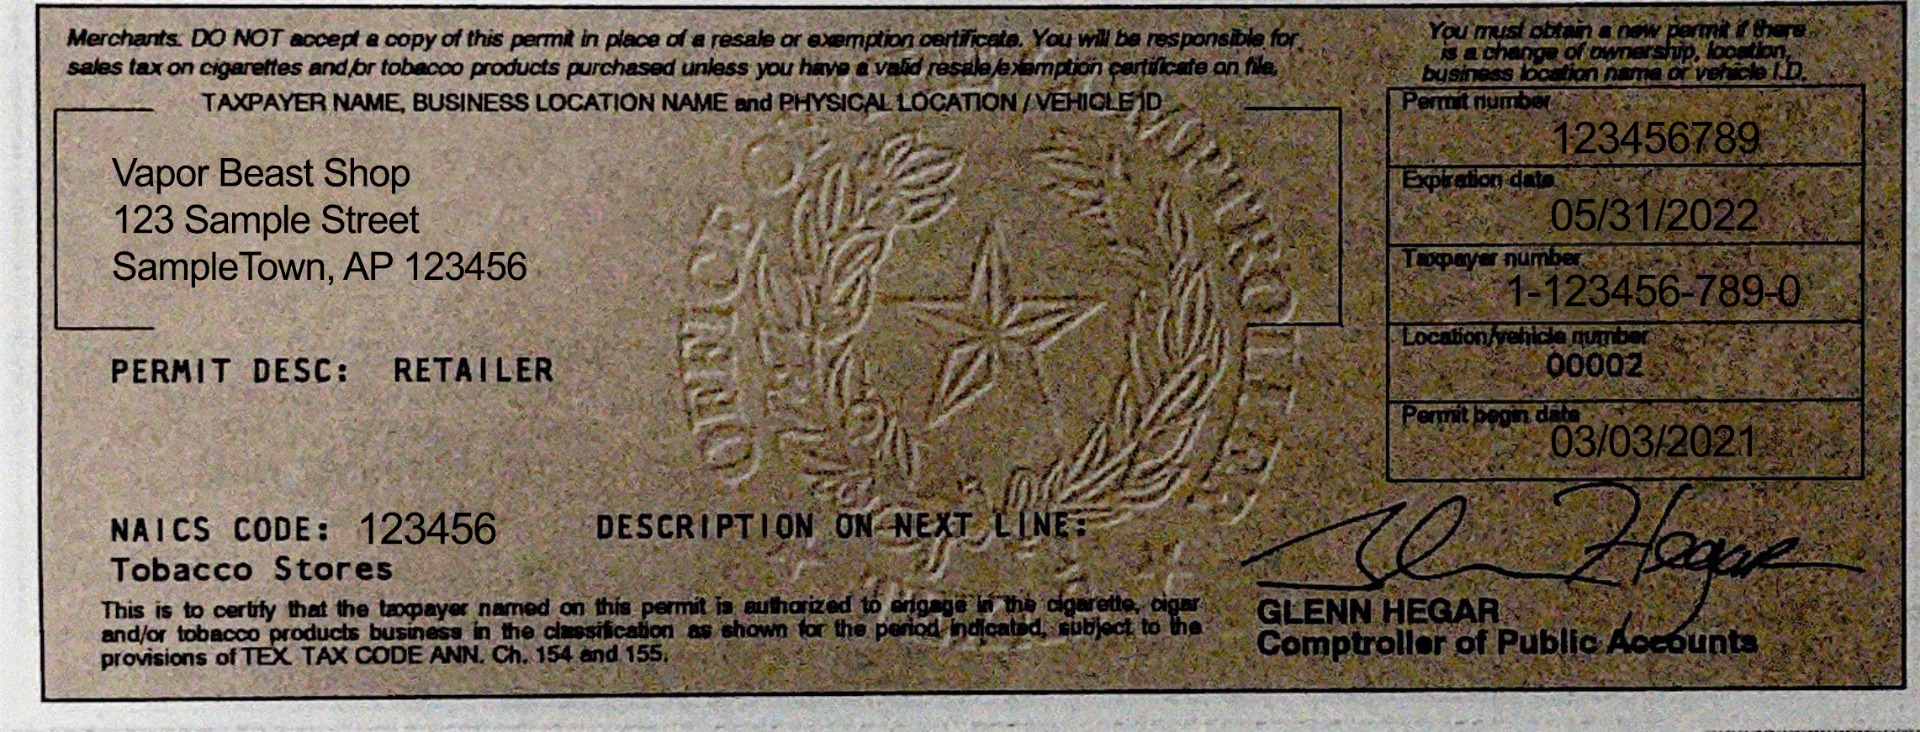 Merchants. DO NOT accept a copy of this permit in place of a resale or exemption certificate. You will be responsible for
sales tax on cigarettes and/or tobacco products purchased unless you have a valid resale/exemption certificate on file.
TAXPAYER NAME, BUSINESS LOCATION NAME and PHYSICAL LOCATION / VEHICLE ID
Vapor Beast Shop
123 Sample Street
SampleTown, AP 123456
PERMIT DESC: RETAILER
NAICS CODE: 123456 DESCRIPTION ON NEXT LINE:
Tobacco Stores
This is to certify that the taxpayer named on this permit is authorized to engage in the cigarette, cigar
and/or tobacco products business in the classification as shown for the period indicated, subject to the
provisions of TEX. TAX CODE ANN. Ch. 154 and 155.
You must obtain a new permit if there
is a change of ownership, location,
business location name or vehicle I.D.
Permit number
123456789
Expiration date
05/31/2022
Taxpayer number
1-123456-789-0
Location/vehicle number
00002
Permit begin date
03/03/2021
Glenn Hegar
GLENN HEGAR
Comptroller of Public Accounts